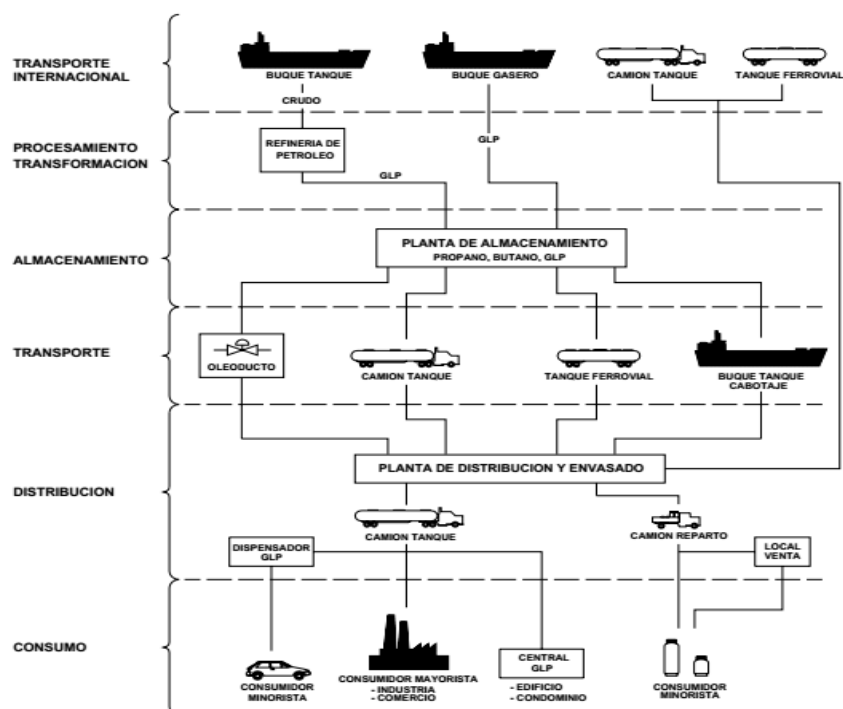 TRANSPORTE
INTERNACIONAL
BUQUE TANQUE
BUQUE GASERO
CAMION TANQUE
TANQUE FERROVIAL
CRUDO
PROCESAMIENTO
TRANSFORMACION
REFINERIA DE
PETROLEO
GLP
GLP
ALMACENAMIENTO
PLANTA DE ALMACENAMIENTO
PROPANO, BUTANO, GLP
TRANSPORTE
OLEODUCTO
CAMION TANQUE
TANQUE FERROVIAL
BUQUE TANQUE
CABOTAJE
DISTRIBUCION
PLANTA DE DISTRIBUCION Y ENVASADO
CAMION TANQUE
CAMION REPARTO
DISPENSADOR
GLP
LOCAL
VENTA
CONSUMO
CONSUMIDOR
MINORISTA
CONSUMIDOR MAYORISTA
- INDUSTRIA
- COMERCIO
CENTRAL
GLP
- EDIFICIO
- CONDOMINIO
CONSUMIDOR
MINORISTA